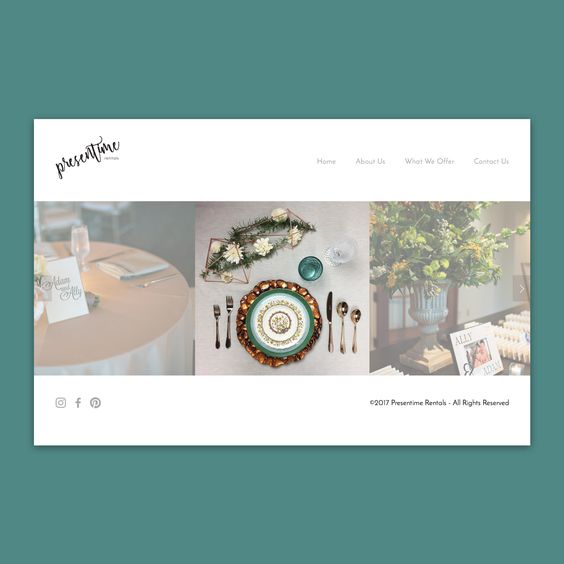 presentime
rentals
Home About Us What We Offer Contact Us
Adam
and
Ally
ALLY
ADAM
©2017 Presentime Rentals - All Rights Reserved